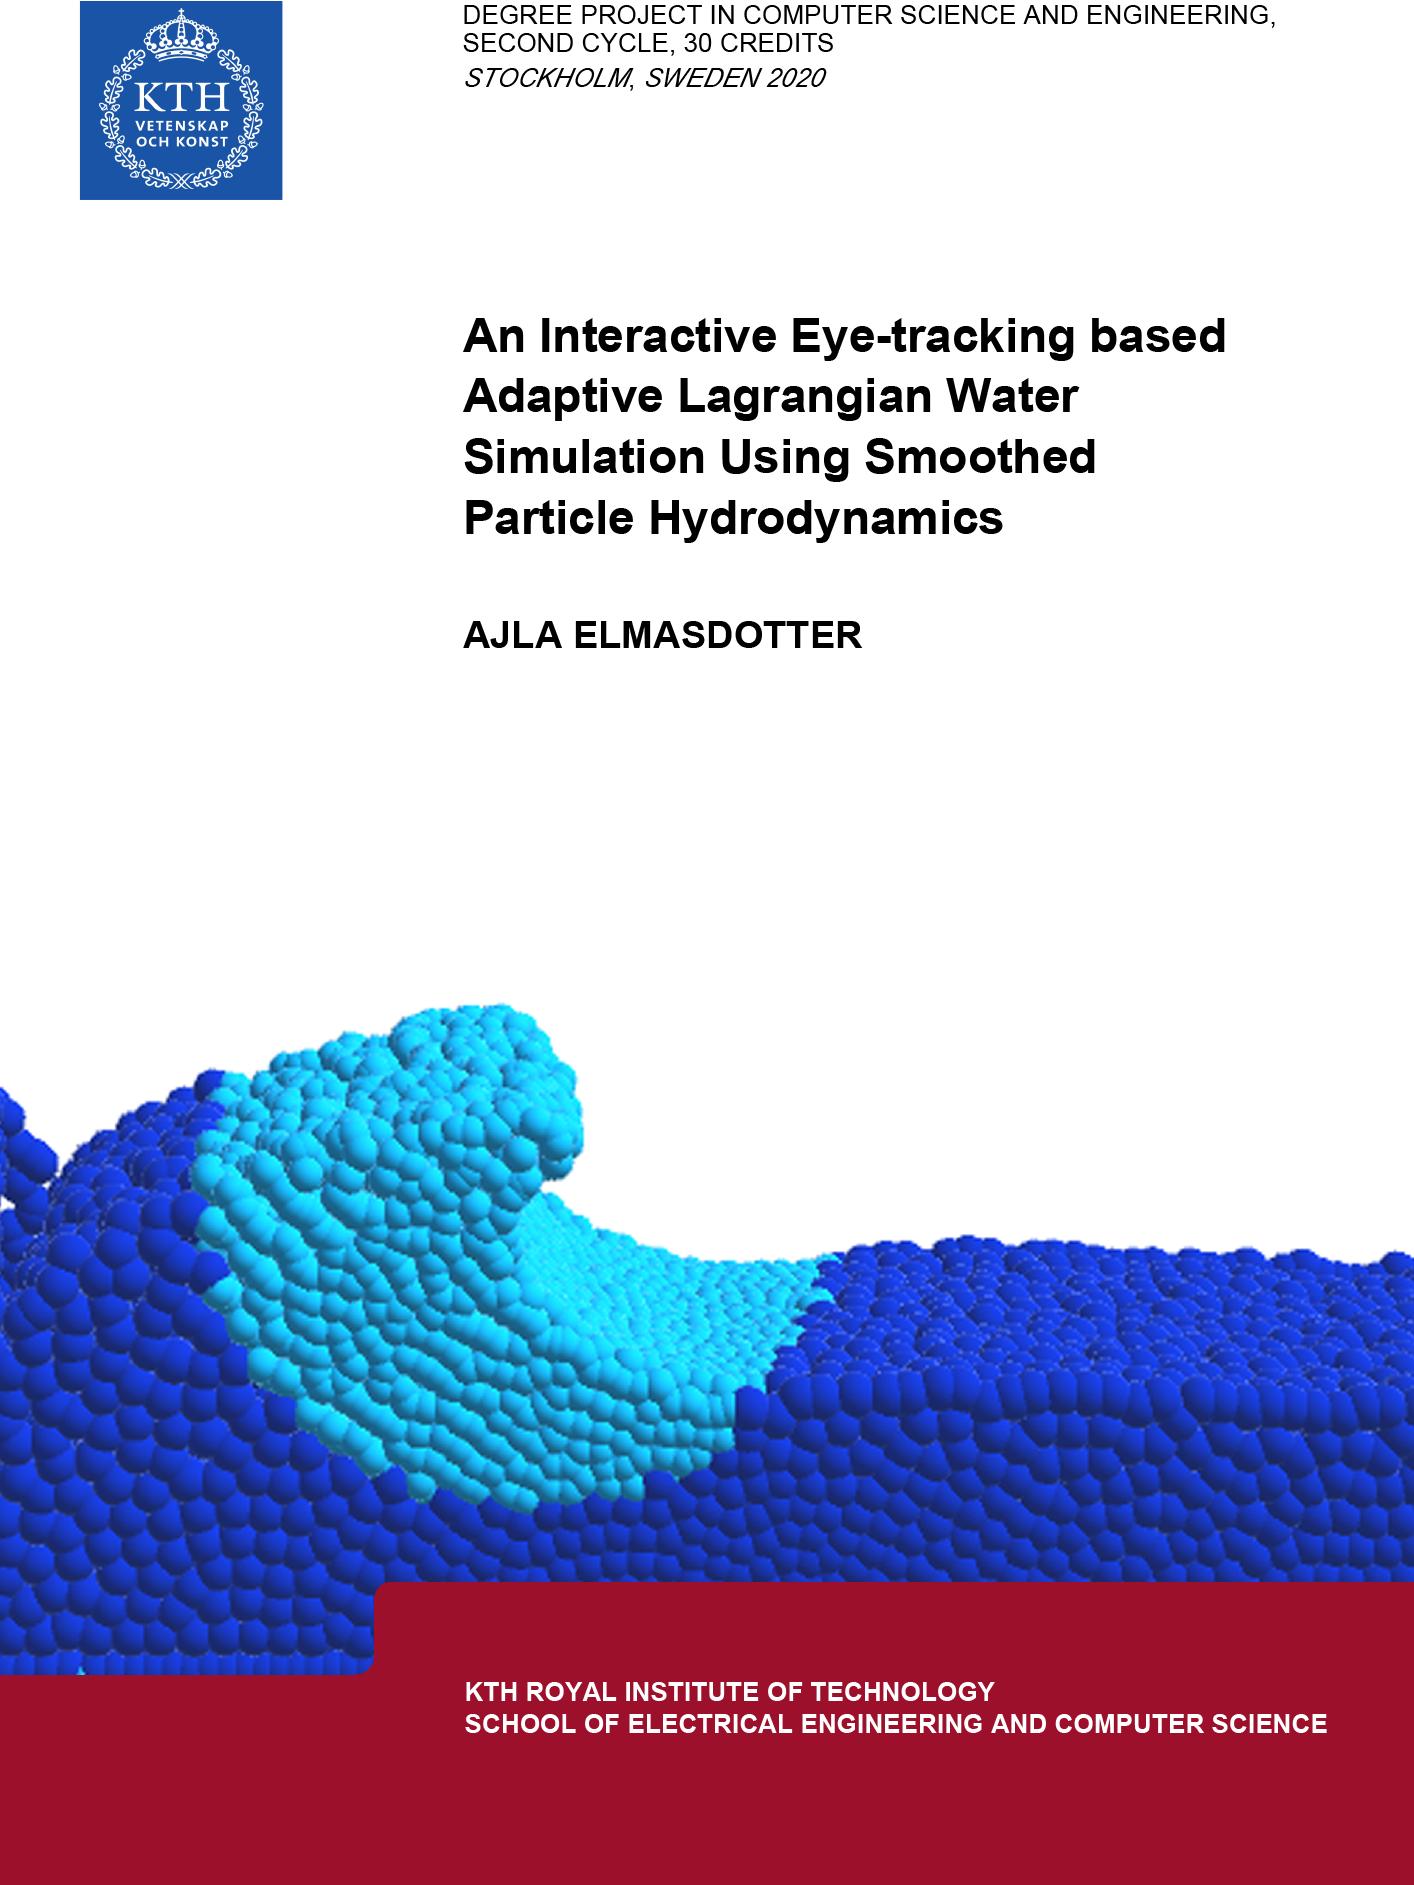 KTH
VETENSKAP
OCH KONST
DEGREE PROJECT IN COMPUTER SCIENCE AND ENGINEERING,
SECOND CYCLE, 30 CREDITS
STOCKHOLM, SWEDEN 2020
An Interactive Eye-tracking based
Adaptive Lagrangian Water
Simulation Using Smoothed
Particle Hydrodynamics
AJLA ELMASDOTTER
KTH ROYAL INSTITUTE OF TECHNOLOGY
SCHOOL OF ELECTRICAL ENGINEERING AND COMPUTER SCIENCE